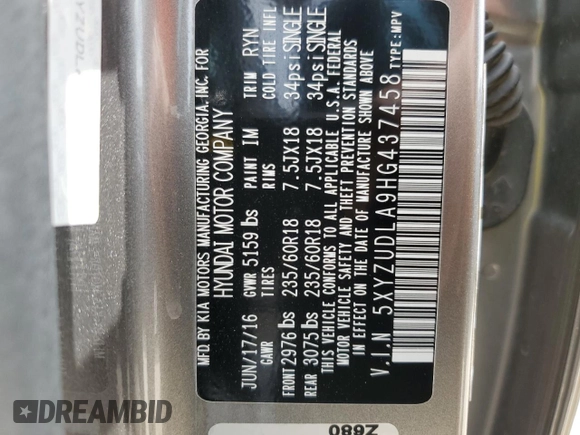 MFD. BY KIA MOTORS MANUFACTURING GEORGIA, INC. FOR
HYUNDAI MOTOR COMPANY
JUN/17/16 GVWR 5159 lbs PAINT IM TRIM RYN
GAWR TIRES RIMS COLD TIRE INFL
FRONT 2976 lbs 235/60R18 7.5JX18 34psi SINGLE
REAR 3075 lbs 235/60R18 7.5JX18 34psi SINGLE
THIS VEHICLE CONFORMS TO ALL APPLICABLE U.S.A. FEDERAL
MOTOR VEHICLE SAFETY AND THEFT PREVENTION STANDARDS
IN EFFECT ON THE DATE OF MANUFACTURE SHOWN ABOVE
V.I.N 5XYZUDLA9HG437458 TYPE:MPV
Z680
DREAMBID